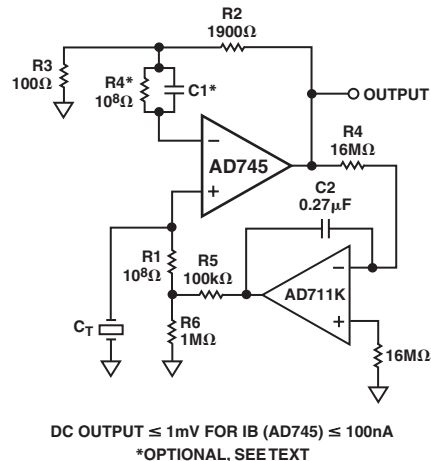 R2
1900Ω
R3
100Ω
R4*
10⁸Ω
C1*
OUTPUT
AD745
R4
16MΩ
C2
0.27μF
R1
10⁸Ω
R5
100kΩ
AD711K
CT
R6
1MΩ
16MΩ
DC OUTPUT ≤ 1mV FOR IB (AD745) ≤ 100nA
*OPTIONAL, SEE TEXT